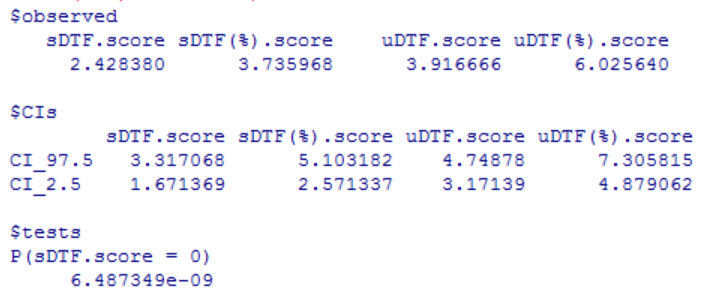 $observed
sDTF.score sDTF(%).score uDTF.score uDTF(%).score
2.428380 3.735968 3.916666 6.025640
$CIs
sDTF.score sDTF(%).score uDTF.score uDTF(%).score
CI_97.5 3.317068 5.103182 4.74878 7.305815
CI_2.5 1.671369 2.571337 3.17139 4.879062
$tests
P(sDTF.score = 0)
6.487349e-09